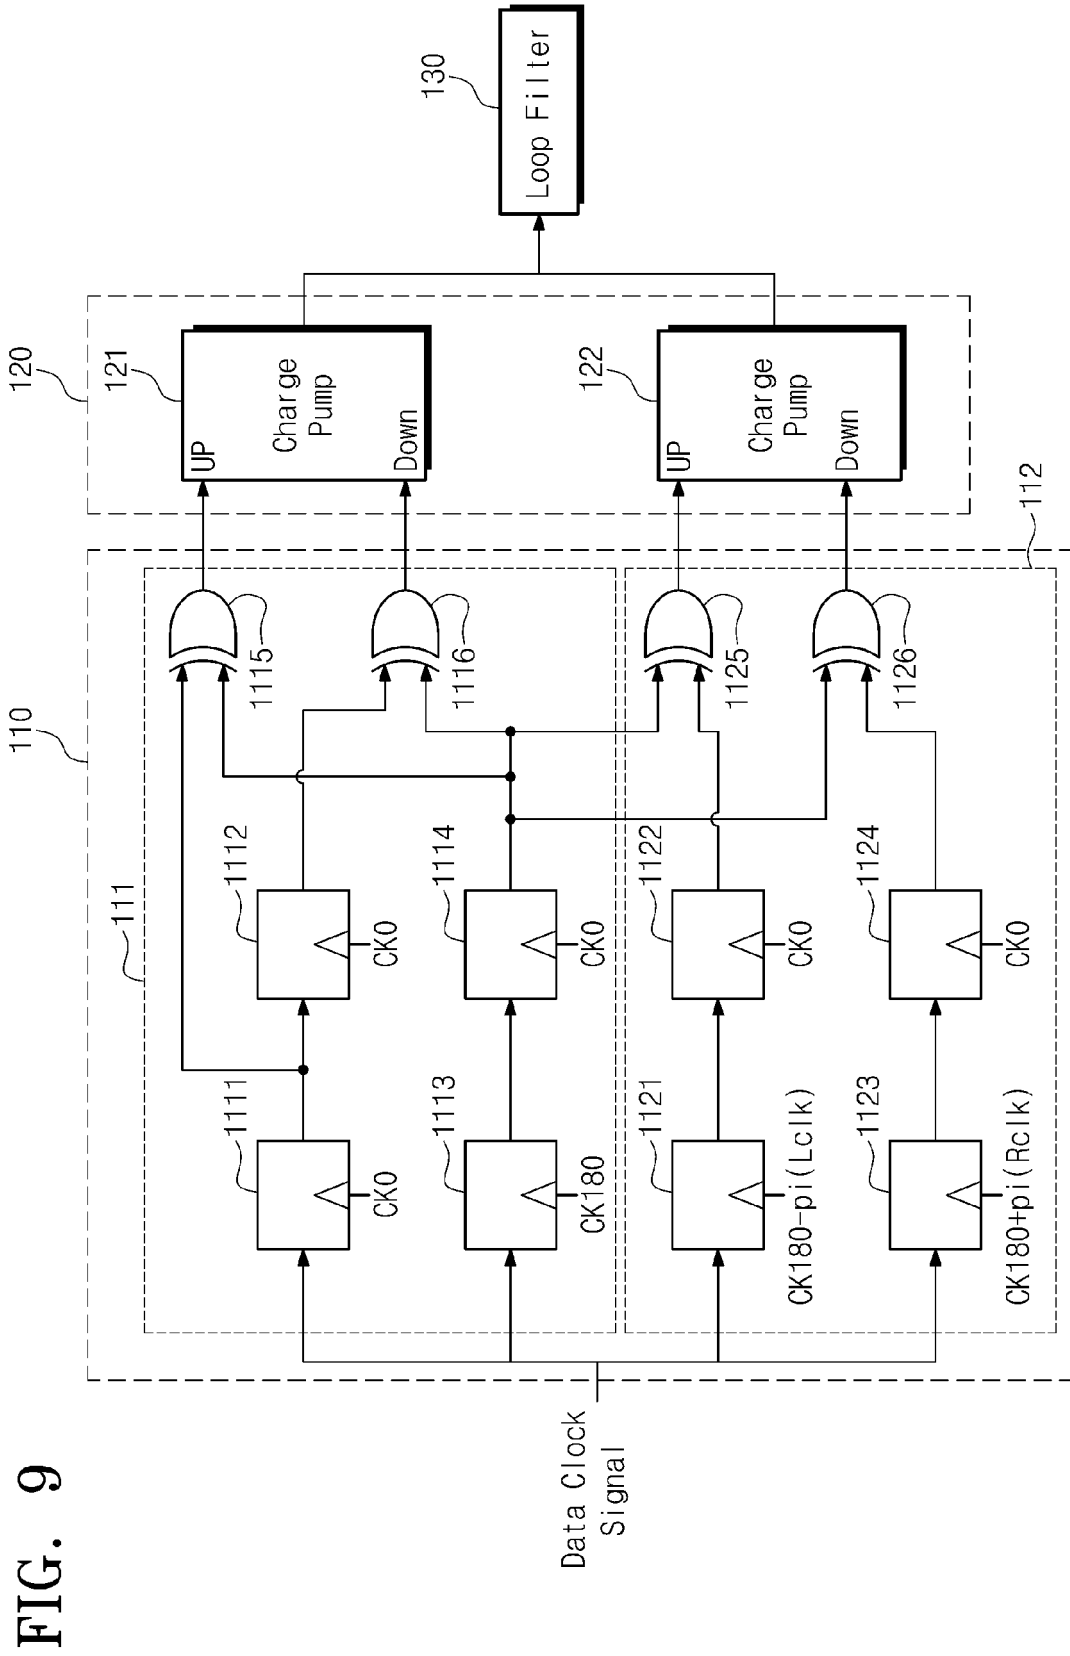 FIG. 9
110
120
111
1111
CK0
1112
CK0
1115
121
UP
Charge
Pump
Down
130
Loop Filter
1113
CK180
1114
CK0
1116
Data Clock
Signal
1121
CK180-pi(Lclk)
1122
CK0
1125
122
UP
Charge
Pump
Down
1123
CK180+pi(Rclk)
1124
CK0
1126
112